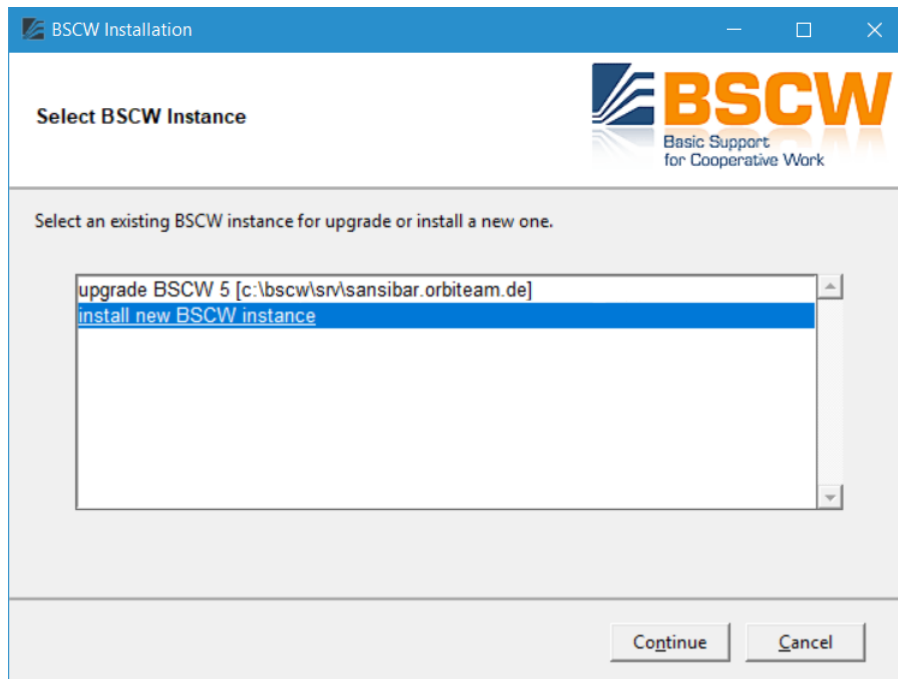 BSCW Installation
Select BSCW Instance
BSCW
Basic Support
for Cooperative Work
Select an existing BSCW instance for upgrade or install a new one.
upgrade BSCW 5 [c:\bscw\srv\sansibar.orbiteam.de]
install new BSCW instance
Continue
Cancel